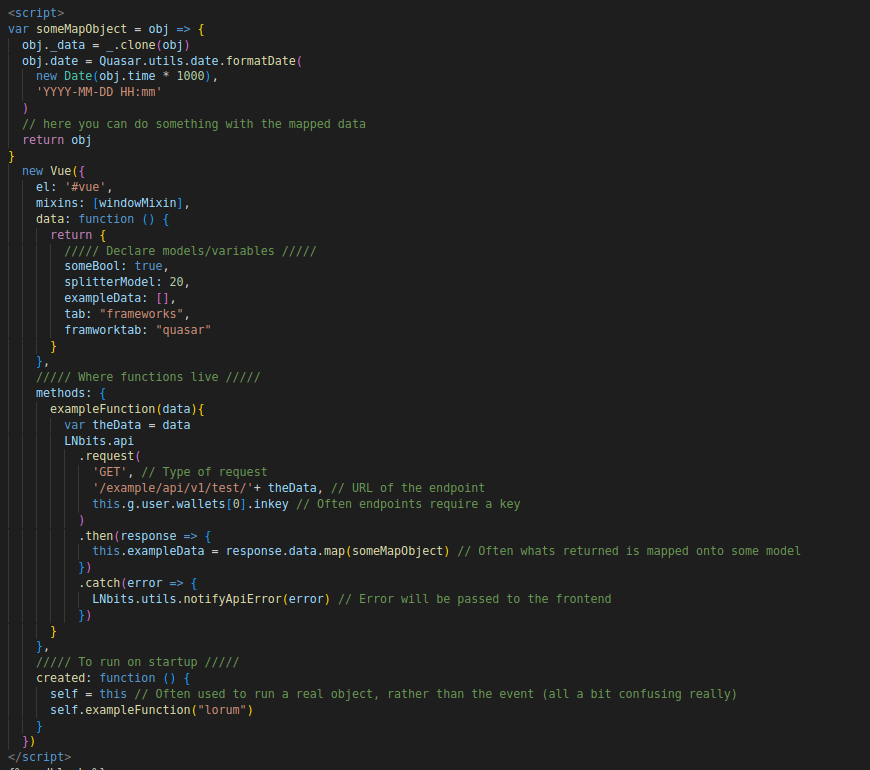 <script>
var someMapObject = obj => {
  obj._data = _.clone(obj)
  obj.date = Quasar.utils.date.formatDate(
    new Date(obj.time * 1000),
    'YYYY-MM-DD HH:mm'
  )
  // here you can do something with the mapped data
  return obj
}
  new Vue({
    el: '#vue',
    mixins: [windowMixin],
    data: function () {
      return {
        ///// Declare models/variables /////
        someBool: true,
        splitterModel: 20,
        exampleData: [],
        tab: "frameworks",
        framworktab: "quasar"
      }
    },
    ///// Where functions live /////
    methods: {
      exampleFunction(data){
        var theData = data
        LNbits.api
          .request(
            'GET', // Type of request
            '/example/api/v1/test/'+ theData, // URL of the endpoint
            this.g.user.wallets[0].inkey // Often endpoints require a key
          )
          .then(response => {
            this.exampleData = response.data.map(someMapObject) // Often whats returned is mapped onto some model
          })
          .catch(error => {
            LNbits.utils.notifyApiError(error) // Error will be passed to the frontend
          })
      }
    },
    ///// To run on startup /////
    created: function () {
      self = this // Often used to run a real object, rather than the event (all a bit confusing really)
      self.exampleFunction("lorum")
    }
  })
</script>